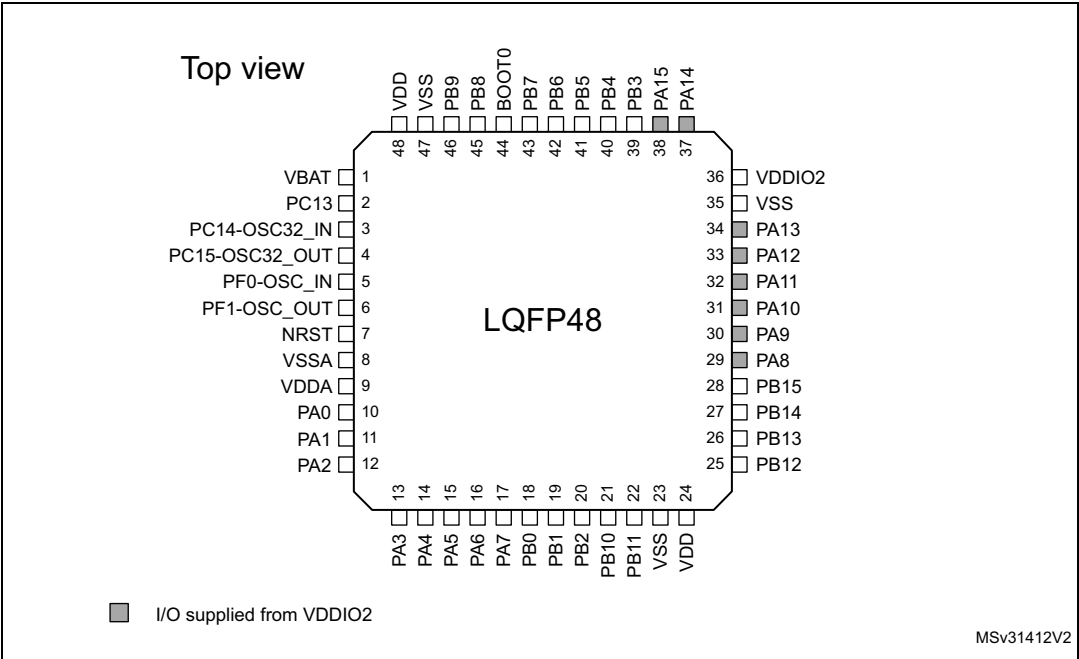 Top view
VDD
VSS
PB9
PB8
BOOT0
PB7
PB6
PB5
PB4
PB3
PA15
PA14
48
47
46
45
44
43
42
41
40
39
38
37
VBAT 1
PC13 2
PC14-OSC32_IN 3
PC15-OSC32_OUT 4
PF0-OSC_IN 5
PF1-OSC_OUT 6
NRST 7
VSSA 8
VDDA 9
PA0 10
PA1 11
PA2 12
LQFP48
36 VDDIO2
35 VSS
34 PA13
33 PA12
32 PA11
31 PA10
30 PA9
29 PA8
28 PB15
27 PB14
26 PB13
25 PB12
13
14
15
16
17
18
19
20
21
22
23
24
PA3
PA4
PA5
PA6
PA7
PB0
PB1
PB2
PB10
PB11
VSS
VDD
I/O supplied from VDDIO2
MSv31412V2